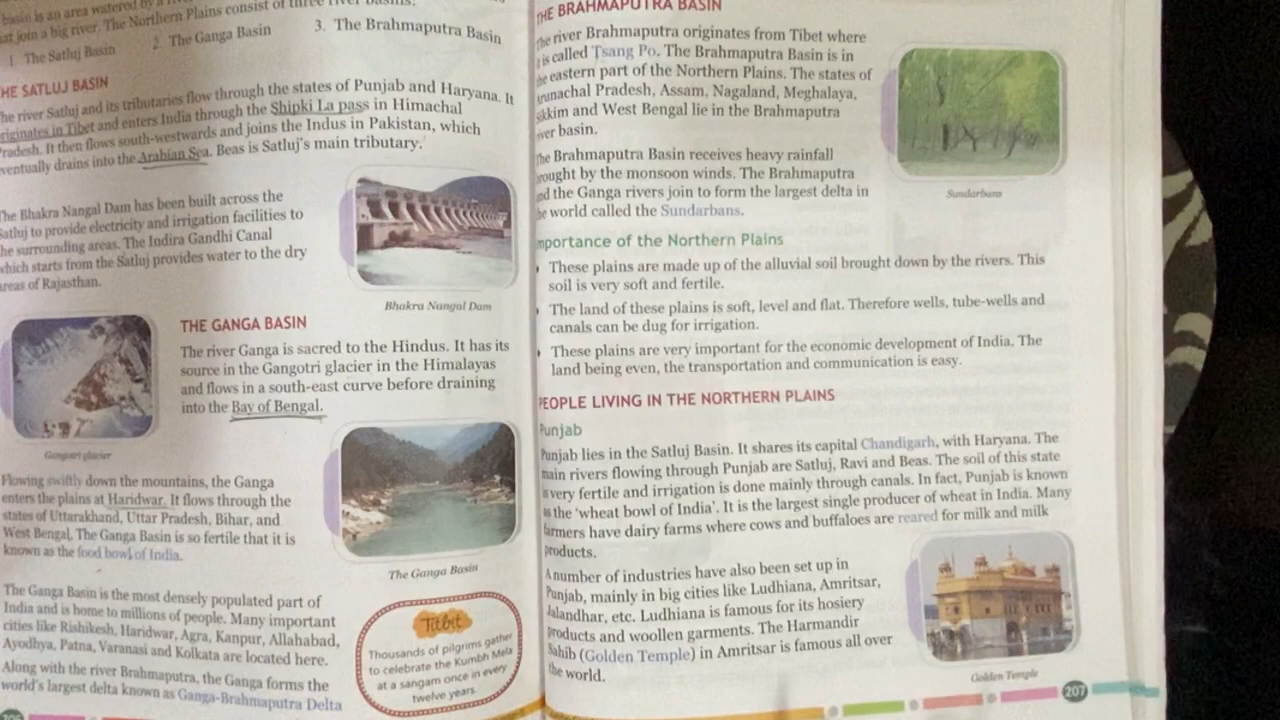 basin is an area watered by a
that join a big river. The Northern Plains consist of three river basins.
1 The Satluj Basin 2 The Ganga Basin 3. The Brahmaputra Basin
THE SATLUJ BASIN
The river Satluj and its tributaries flow through the states of Punjab and Haryana. It
originates in Tibet and enters India through the Shipki La pass in Himachal
Pradesh. It then flows south-westwards and joins the Indus in Pakistan, which
eventually drains into the Arabian Sea. Beas is Satluj's main tributary.
The Bhakra Nangal Dam has been built across the
Satluj to provide electricity and irrigation facilities to
the surrounding areas. The Indira Gandhi Canal
which starts from the Satluj provides water to the dry
areas of Rajasthan.
Bhakra Nangal Dam
THE GANGA BASIN
The river Ganga is sacred to the Hindus. It has its
source in the Gangotri glacier in the Himalayas
and flows in a south-east curve before draining
into the Bay of Bengal.
Gangotri glacier
Flowing swiftly down the mountains, the Ganga
enters the plains at Haridwar. It flows through the
states of Uttarakhand, Uttar Pradesh, Bihar, and
West Bengal. The Ganga Basin is so fertile that it is
known as the food bowl of India.
The Ganga Basin
The Ganga Basin is the most densely populated part of
India and is home to millions of people. Many important
cities like Rishikesh, Haridwar, Agra, Kanpur, Allahabad,
Ayodhya, Patna, Varanasi and Kolkata are located here.
Along with the river Brahmaputra, the Ganga forms the
world's largest delta known as Ganga-Brahmaputra Delta
Titbit
Thousands of pilgrims gather
to celebrate the Kumbh Mela
at a sangam once in every
twelve years.
206
THE BRAHMAPUTRA BASIN
The river Brahmaputra originates from Tibet where
it is called Tsang Po. The Brahmaputra Basin is in
the eastern part of the Northern Plains. The states of
Arunachal Pradesh, Assam, Nagaland, Meghalaya,
Sikkim and West Bengal lie in the Brahmaputra
river basin.
The Brahmaputra Basin receives heavy rainfall
brought by the monsoon winds. The Brahmaputra
and the Ganga rivers join to form the largest delta in
the world called the Sundarbans.
Sundarbans
Importance of the Northern Plains
These plains are made up of the alluvial soil brought down by the rivers. This
soil is very soft and fertile.
The land of these plains is soft, level and flat. Therefore wells, tube-wells and
canals can be dug for irrigation.
These plains are very important for the economic development of India. The
land being even, the transportation and communication is easy.
PEOPLE LIVING IN THE NORTHERN PLAINS
Punjab
Punjab lies in the Satluj Basin. It shares its capital Chandigarh, with Haryana. The
main rivers flowing through Punjab are Satluj, Ravi and Beas. The soil of this state
is very fertile and irrigation is done mainly through canals. In fact, Punjab is known
as the 'wheat bowl of India'. It is the largest single producer of wheat in India. Many
farmers have dairy farms where cows and buffaloes are reared for milk and milk
products.
A number of industries have also been set up in
Punjab, mainly in big cities like Ludhiana, Amritsar,
Jalandhar, etc. Ludhiana is famous for its hosiery
products and woollen garments. The Harmandir
Sahib (Golden Temple) in Amritsar is famous all over
the world.
Golden Temple
207